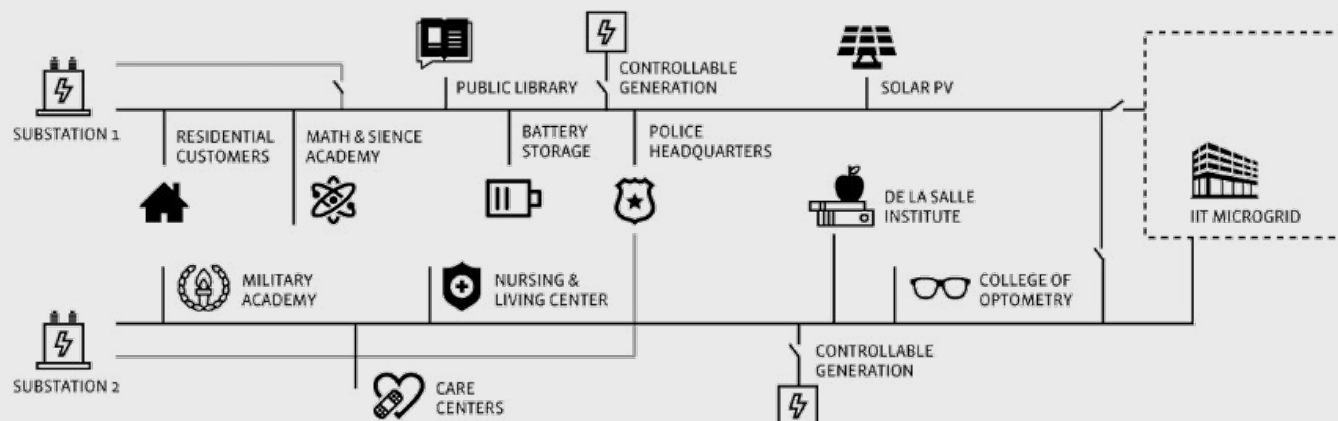 PUBLIC LIBRARY
CONTROLLABLE
GENERATION
SOLAR PV
SUBSTATION 1
RESIDENTIAL
CUSTOMERS
MATH & SIENCE
ACADEMY
BATTERY
STORAGE
POLICE
HEADQUARTERS
DE LA SALLE
INSTITUTE
IIT MICROGRID
MILITARY
ACADEMY
NURSING &
LIVING CENTER
COLLEGE OF
OPTOMETRY
SUBSTATION 2
CARE
CENTERS
CONTROLLABLE
GENERATION